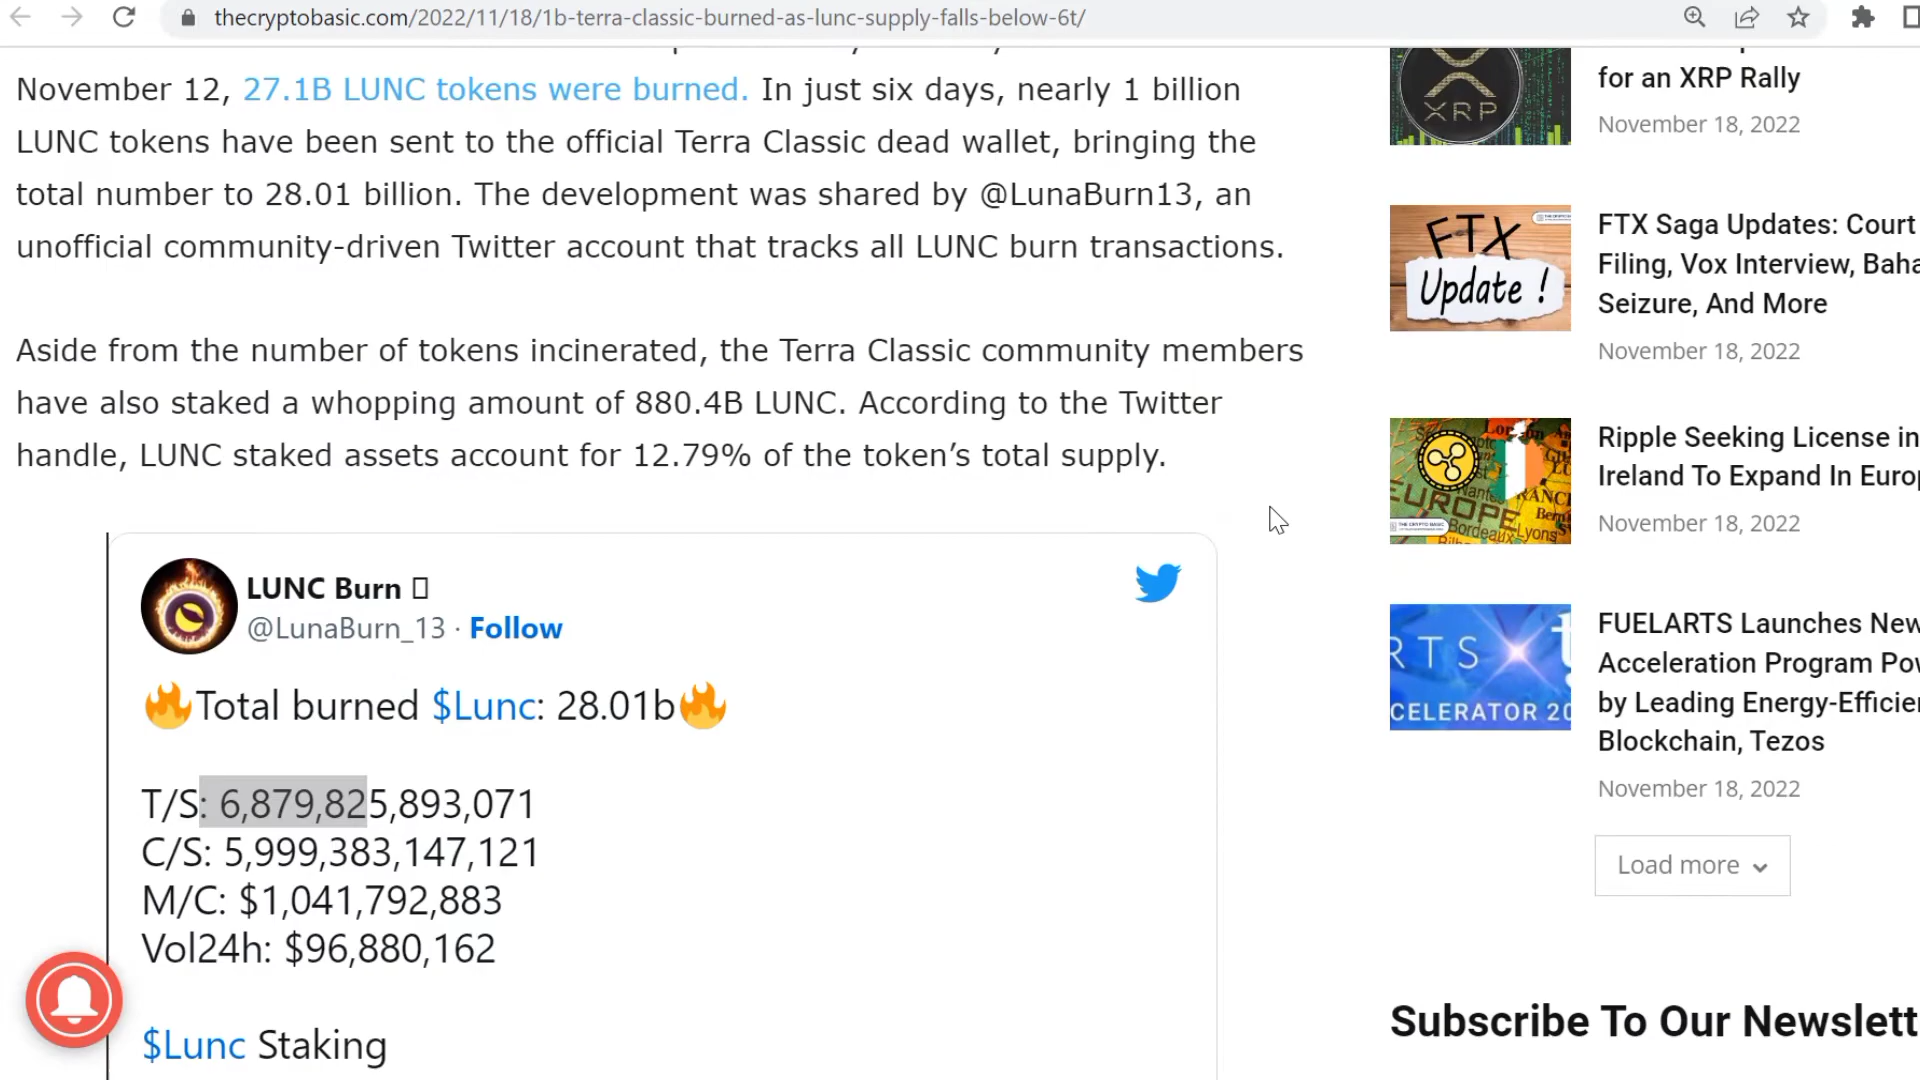 thecryptobasic.com/2022/11/18/1b-terra-classic-burned-as-lunc-supply-falls-below-6t/
November 12, 27.1B LUNC tokens were burned. In just six days, nearly 1 billion
LUNC tokens have been sent to the official Terra Classic dead wallet, bringing the
total number to 28.01 billion. The development was shared by @LunaBurn13, an
unofficial community-driven Twitter account that tracks all LUNC burn transactions.
Aside from the number of tokens incinerated, the Terra Classic community members
have also staked a whopping amount of 880.4B LUNC. According to the Twitter
handle, LUNC staked assets account for 12.79% of the token’s total supply.
LUNC Burn
@LunaBurn_13 · Follow
🔥Total burned $Lunc: 28.01b🔥
T/S: 6,879,825,893,071
C/S: 5,999,383,147,121
M/C: $1,041,792,883
Vol24h: $96,880,162
$Lunc Staking
XRP
for an XRP Rally
November 18, 2022
FTX
Update !
FTX Saga Updates: Court
Filing, Vox Interview, Baha
Seizure, And More
November 18, 2022
EUROPE
Bordeaux
Lyons
Ripple Seeking License in
Ireland To Expand In Europ
November 18, 2022
RTS
CELERATOR 20
FUELARTS Launches New
Acceleration Program Pow
by Leading Energy-Efficien
Blockchain, Tezos
November 18, 2022
Load more
Subscribe To Our Newslett